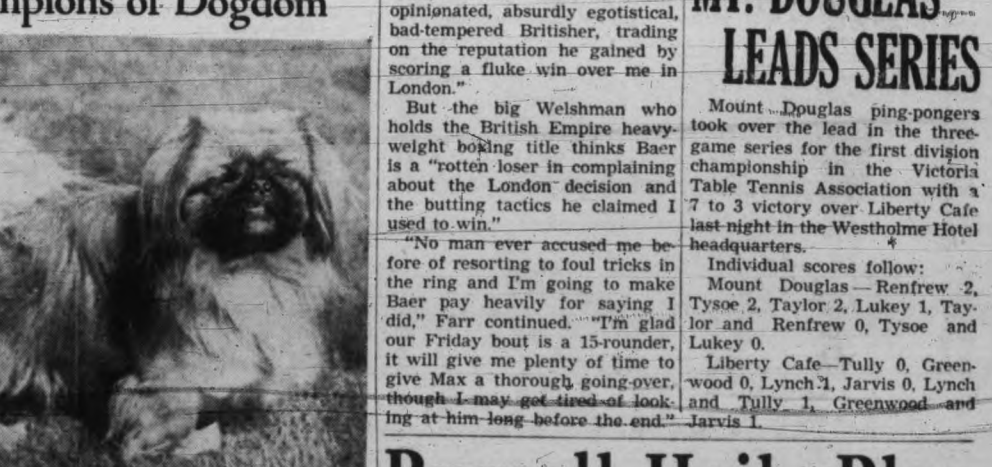 mpions of Dogdom
opinionated, absurdly egotistical,
bad-tempered Britisher, trading
on the reputation he gained by
scoring a fluke win over me in
London."
But the big Welshman who
holds the British Empire heavy-
weight boxing title thinks Baer
is a "rotten loser in complaining
about the London decision and
the butting tactics he claimed I
used to win."
"No man ever accused me be-
fore of resorting to foul tricks in
the ring and I'm going to make
Baer pay heavily for saying I
did," Farr continued. "I'm glad
our Friday bout is a 15-rounder,
it will give me plenty of time to
give Max a thorough going-over,
though I may get tired of look-
ing at him long before the end."
MT. DOUGLAS
LEADS SERIES
Mount Douglas ping-pongers
took over the lead in the three-
game series for the first division
championship in the Victoria
Table Tennis Association with a
7 to 3 victory over Liberty Cafe
last night in the Westholme Hotel
headquarters.
Individual scores follow:
Mount Douglas — Renfrew 2,
Tysoe 2, Taylor 2, Lukey 1, Tay-
lor and Renfrew 0, Tysoe and
Lukey 0.
Liberty Cafe—Tully 0, Green-
wood 0, Lynch 1, Jarvis 0, Lynch
and Tully 1, Greenwood and
Jarvis 1.